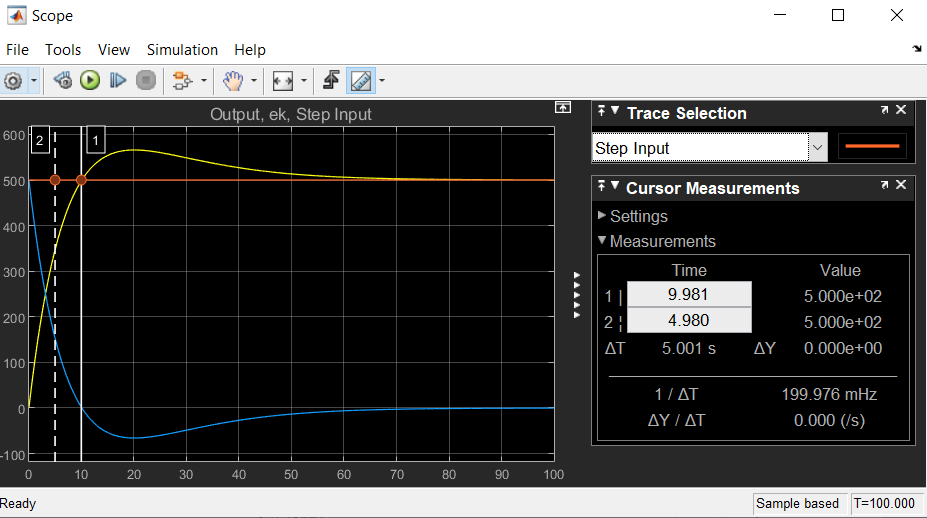 Scope
File Tools View Simulation Help
Output, ek, Step Input
600
500
400
300
200
100
0
-100
2
1
0 10 20 30 40 50 60 70 80 90 100
Trace Selection
Step Input
Cursor Measurements
Settings
Measurements
Time Value
1 | 9.981 5.000e+02
2 ¦ 4.980 5.000e+02
ΔT 5.001 s ΔY 0.000e+00
1 / ΔT 199.976 mHz
ΔY / ΔT 0.000 (/s)
Ready
Sample based T=100.000